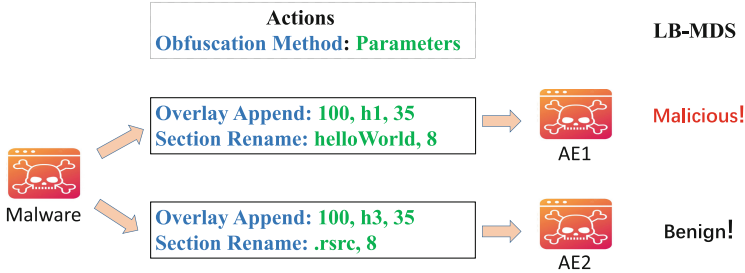 Actions
Obfuscation Method: Parameters
LB-MDS
Overlay Append: 100, h1, 35
Section Rename: helloWorld, 8
Malicious!
AE1
Malware
Overlay Append: 100, h3, 35
Section Rename: .rsrc, 8
Benign!
AE2